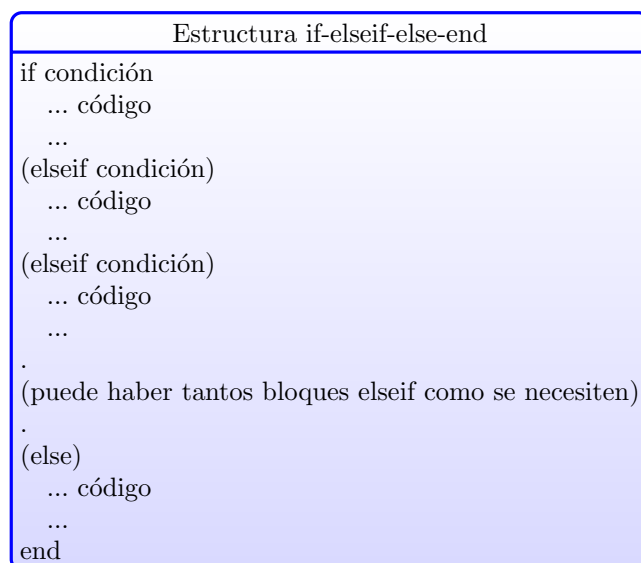 Estructura if-elseif-else-end
if condición
... código
...
(elseif condición)
... código
...
(elseif condición)
... código
...
.
(puede haber tantos bloques elseif como se necesiten)
.
(else)
... código
...
end